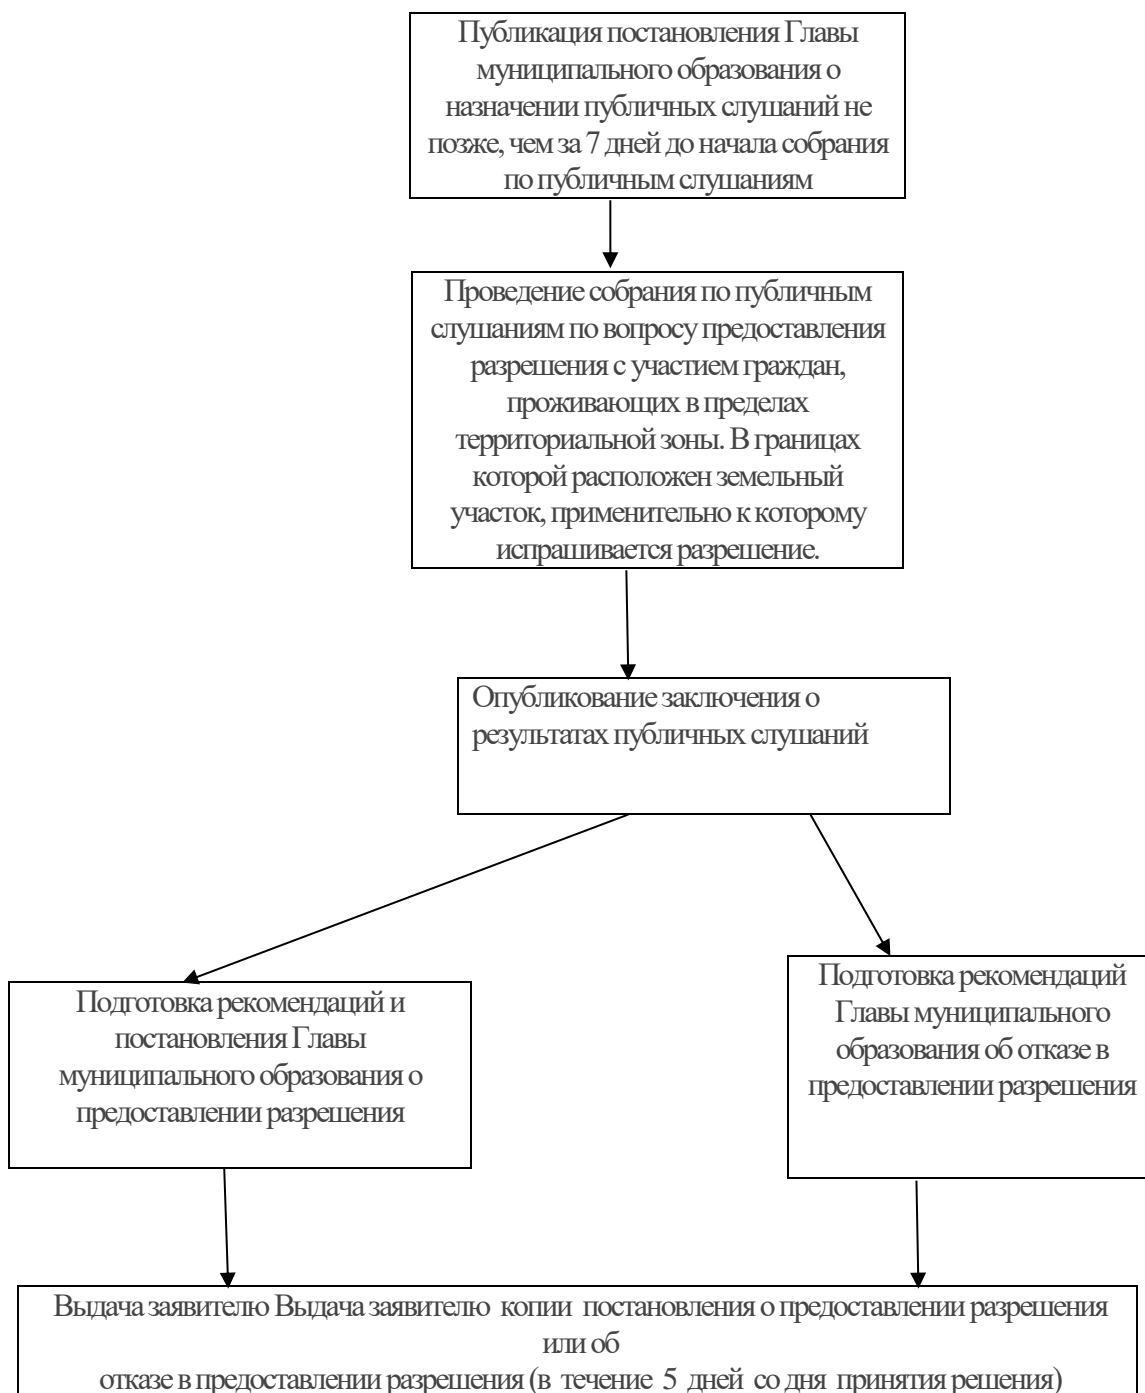 Публикация постановления Главы
муниципального образования о
назначении публичных слушаний не
позже, чем за 7 дней до начала собрания
по публичным слушаниям
Проведение собрания по публичным
слушаниям по вопросу предоставления
разрешения с участием граждан,
проживающих в пределах
территориальной зоны. В границах
которой расположен земельный
участок, применительно к которому
испрашивается разрешение.
Опубликование заключения о
результатах публичных слушаний
Подготовка рекомендаций и
постановления Главы
муниципального образования о
предоставлении разрешения
Подготовка рекомендаций
Главы муниципального
образования об отказе в
предоставлении разрешения
Выдача заявителю Выдача заявителю копии постановления о предоставлении разрешения
или об
отказе в предоставлении разрешения (в течение 5 дней со дня принятия решения)